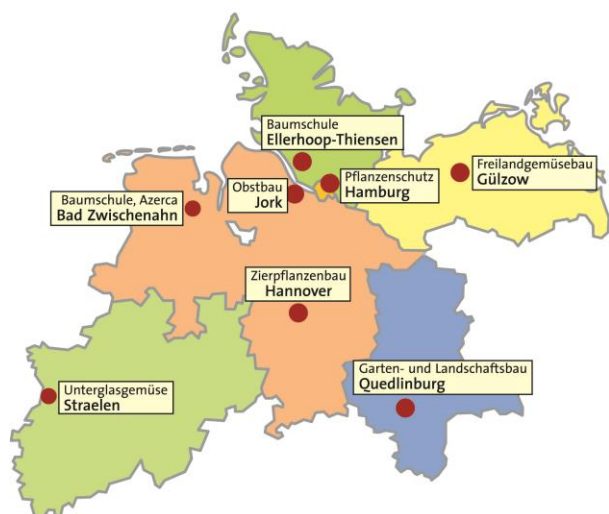 Baumschule
Ellerhoop-Thiensen
Pflanzenschutz
Hamburg
Freilandgemüsebau
Gülzow
Baumschule, Azerca
Bad Zwischenahn
Obstbau
Jork
Zierpflanzenbau
Hannover
Garten- und Landschaftsbau
Quedlinburg
Unterglasgemüse
Straelen